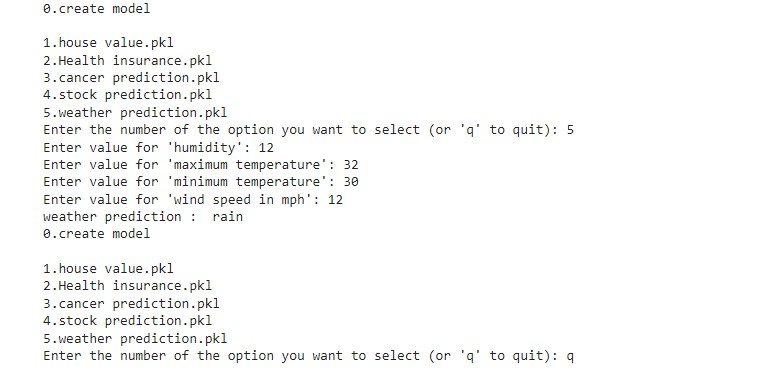 0.create model
1.house value.pkl
2.Health insurance.pkl
3.cancer prediction.pkl
4.stock prediction.pkl
5.weather prediction.pkl
Enter the number of the option you want to select (or 'q' to quit): 5
Enter value for 'humidity': 12
Enter value for 'maximum temperature': 32
Enter value for 'minimum temperature': 30
Enter value for 'wind speed in mph': 12
weather prediction :  rain
0.create model
1.house value.pkl
2.Health insurance.pkl
3.cancer prediction.pkl
4.stock prediction.pkl
5.weather prediction.pkl
Enter the number of the option you want to select (or 'q' to quit): q